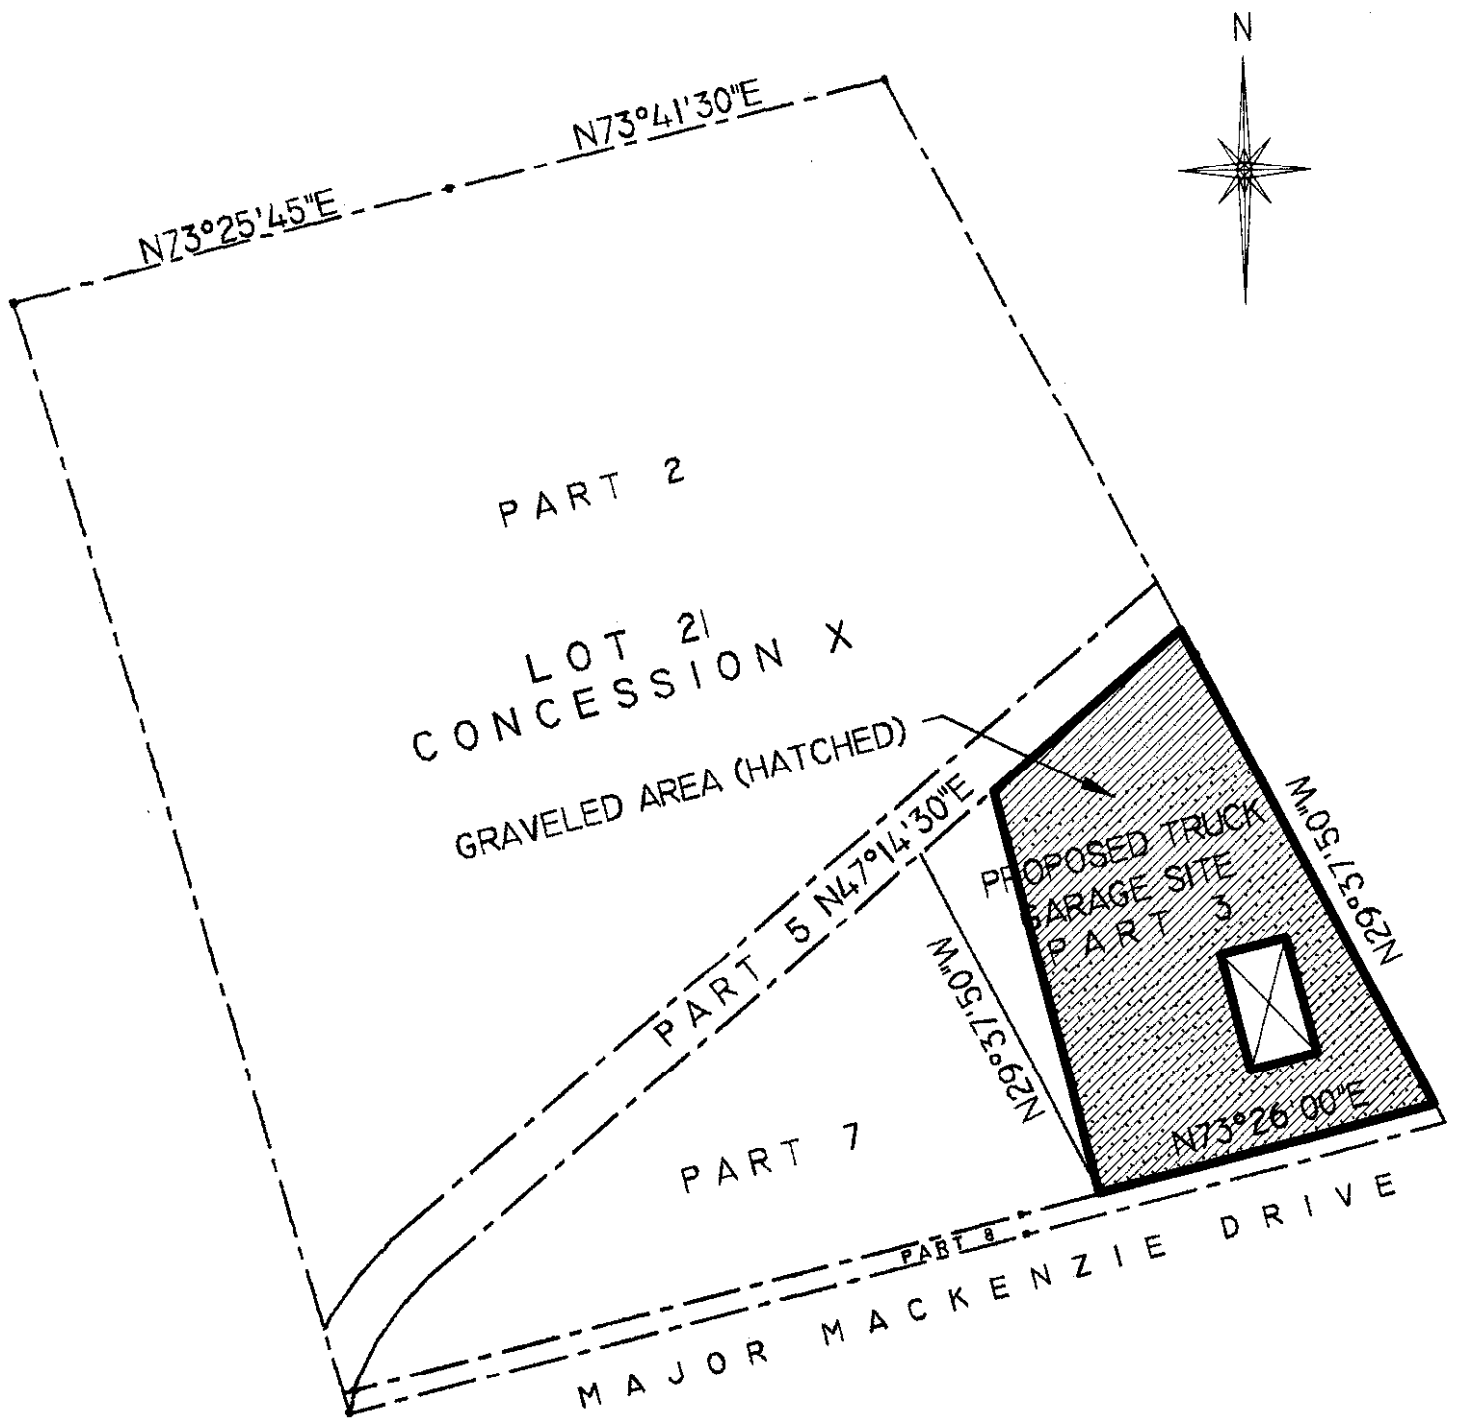 N
N73°41'30"E
N73°25'45"E
PART 2
LOT 21
CONCESSION X
GRAVELED AREA (HATCHED)
PART 5 N47°14'30"E
PROPOSED TRUCK
GARAGE SITE
PART 3
N29°37'50"W
N29°37'50"W
N73°26'00"E
PART 7
PART 8
MAJOR MACKENZIE DRIVE